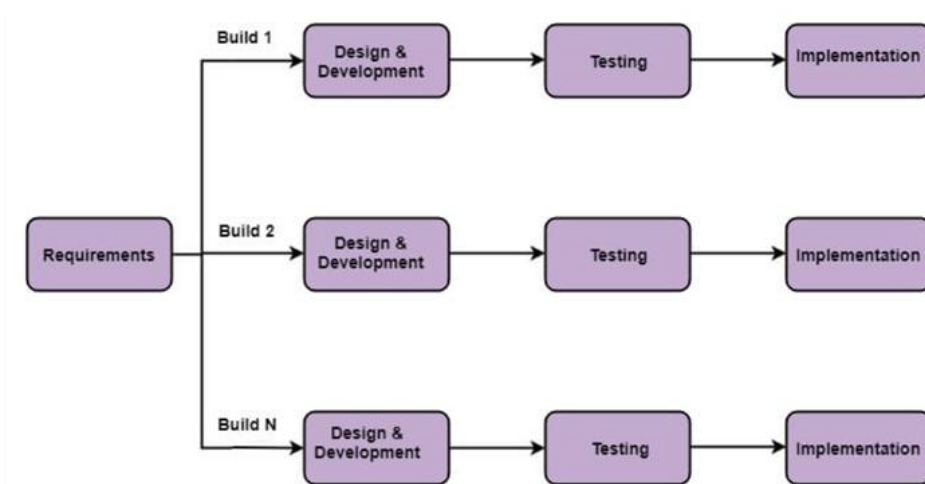 Build 1
Design &
Development
Testing
Implementation
Requirements
Build 2
Design &
Development
Testing
Implementation
Build N
Design &
Development
Testing
Implementation